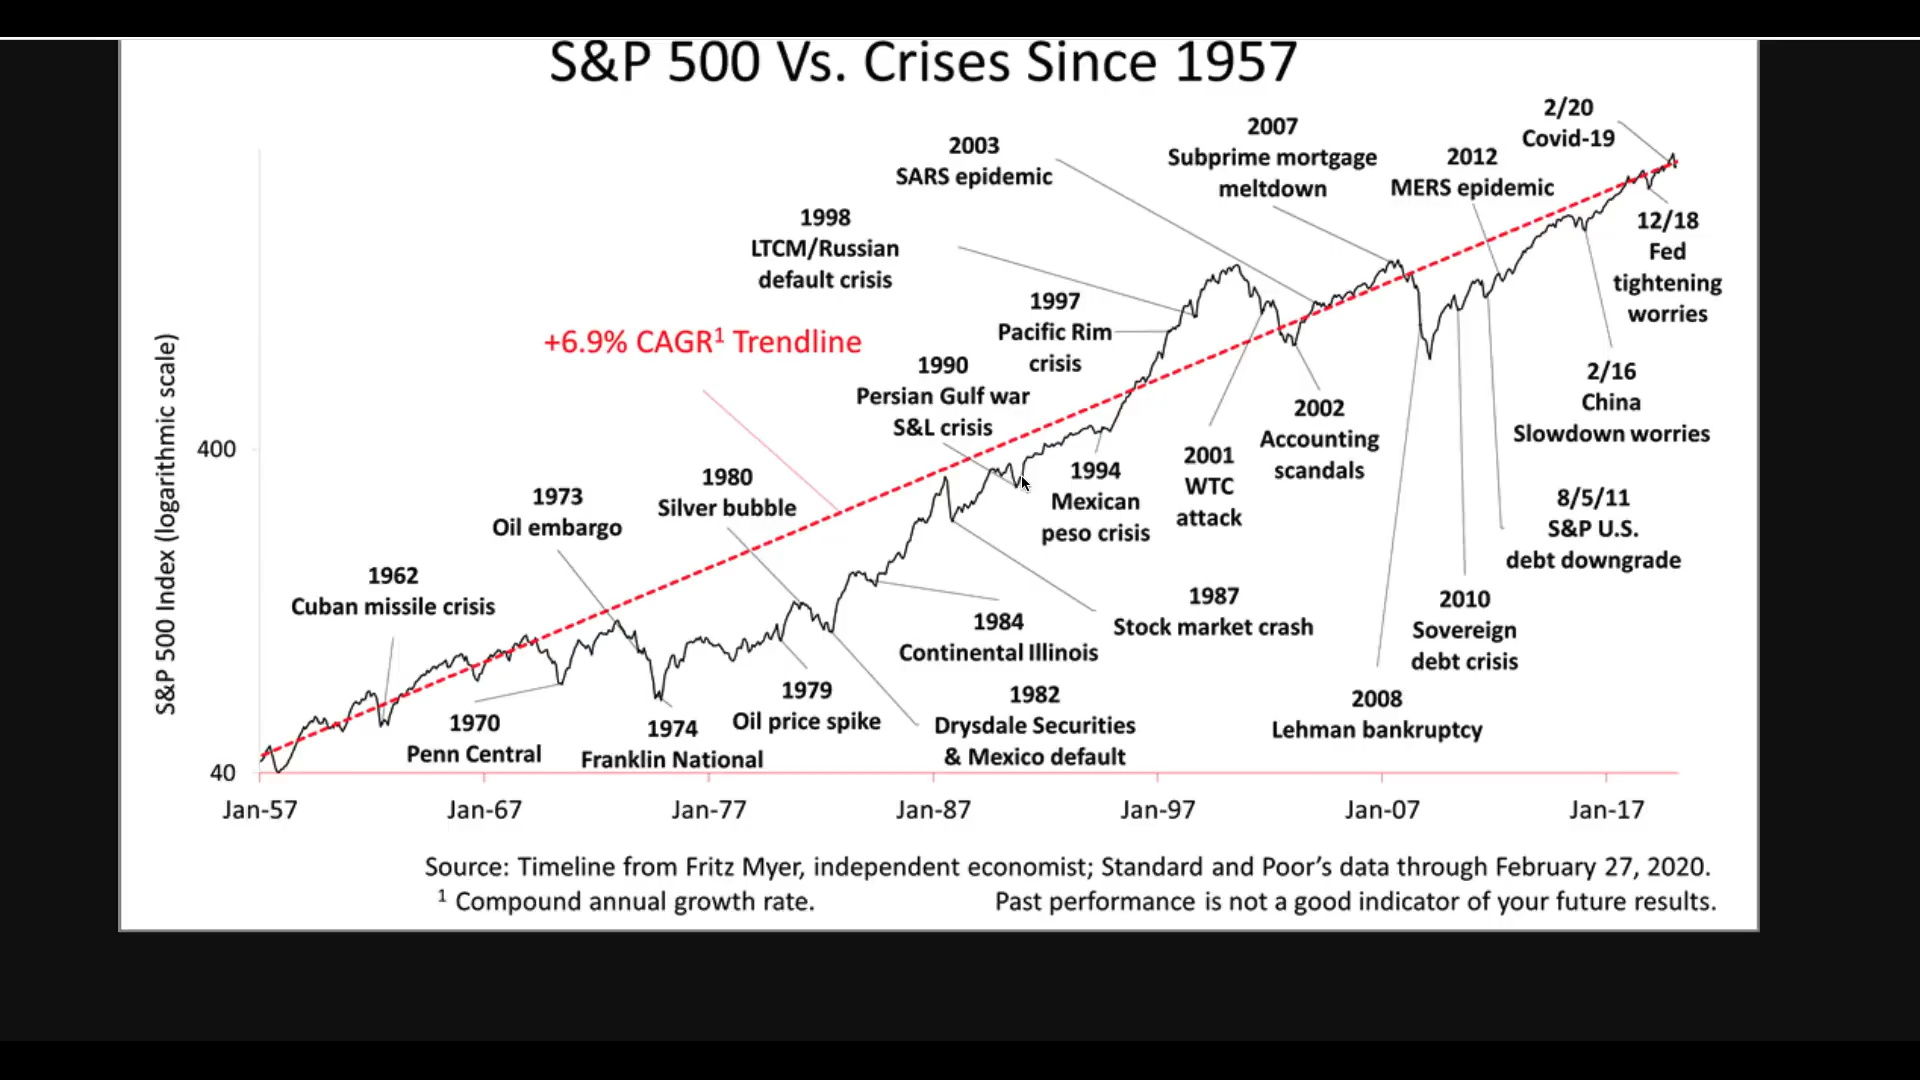 S&P 500 Vs. Crises Since 1957
2/20
Covid-19
2007
Subprime mortgage
meltdown
2003
SARS epidemic
2012
MERS epidemic
1998
LTCM/Russian
default crisis
12/18
Fed
tightening
worries
1997
Pacific Rim
crisis
+6.9% CAGR¹ Trendline
1990
Persian Gulf war
S&L crisis
2/16
China
Slowdown worries
2002
Accounting
scandals
2001
WTC
attack
1994
Mexican
peso crisis
1980
Silver bubble
1973
Oil embargo
8/5/11
S&P U.S.
debt downgrade
1962
Cuban missile crisis
1987
Stock market crash
2010
Sovereign
debt crisis
1984
Continental Illinois
1979
Oil price spike
1982
Drysdale Securities
& Mexico default
2008
Lehman bankruptcy
1970
Penn Central
1974
Franklin National
S&P 500 Index (logarithmic scale)
400
40
Jan-57 Jan-67 Jan-77 Jan-87 Jan-97 Jan-07 Jan-17
Source: Timeline from Fritz Myer, independent economist; Standard and Poor’s data through February 27, 2020.
¹ Compound annual growth rate. Past performance is not a good indicator of your future results.